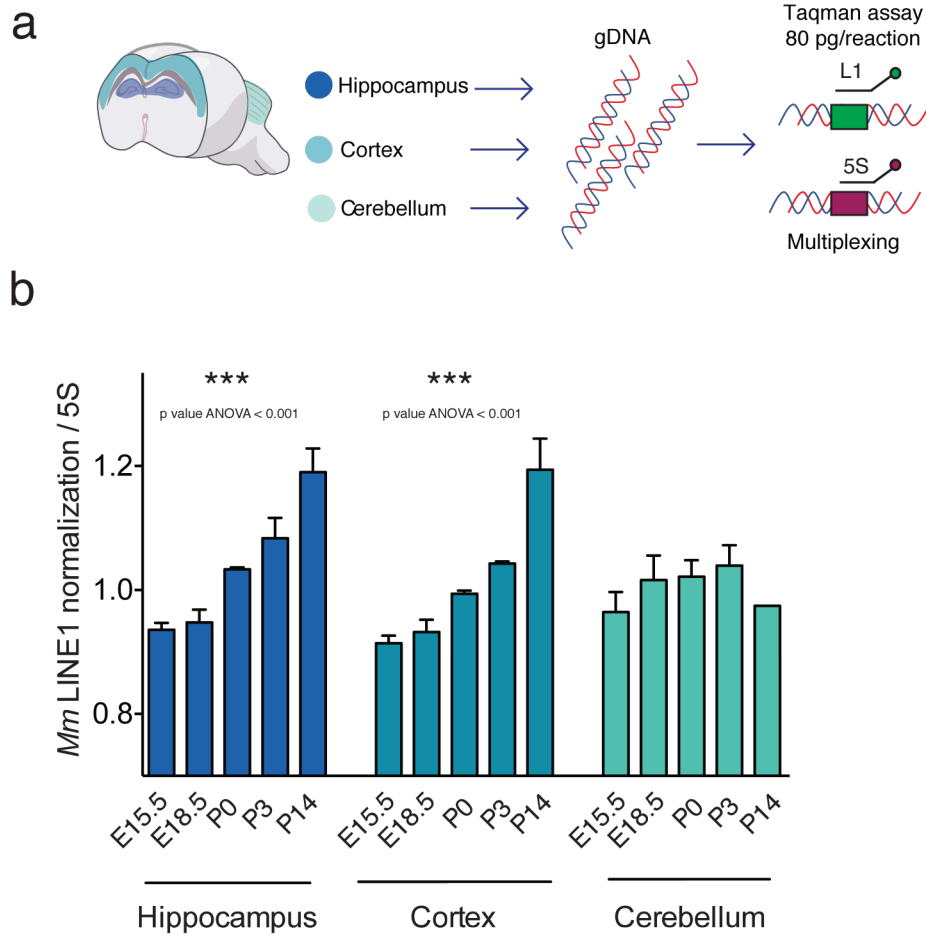 a
Taqman assay
80 pg/reaction
gDNA
L1
Hippocampus
Cortex
5S
Cerebellum
Multiplexing
b
Mm LINE1 normalization / 5S
*** ***
p value ANOVA < 0.001 p value ANOVA < 0.001
1.2
1.0
0.8
E15.5 E18.5 P0 P3 P14 E15.5 E18.5 P0 P3 P14 E15.5 E18.5 P0 P3 P14
Hippocampus Cortex Cerebellum